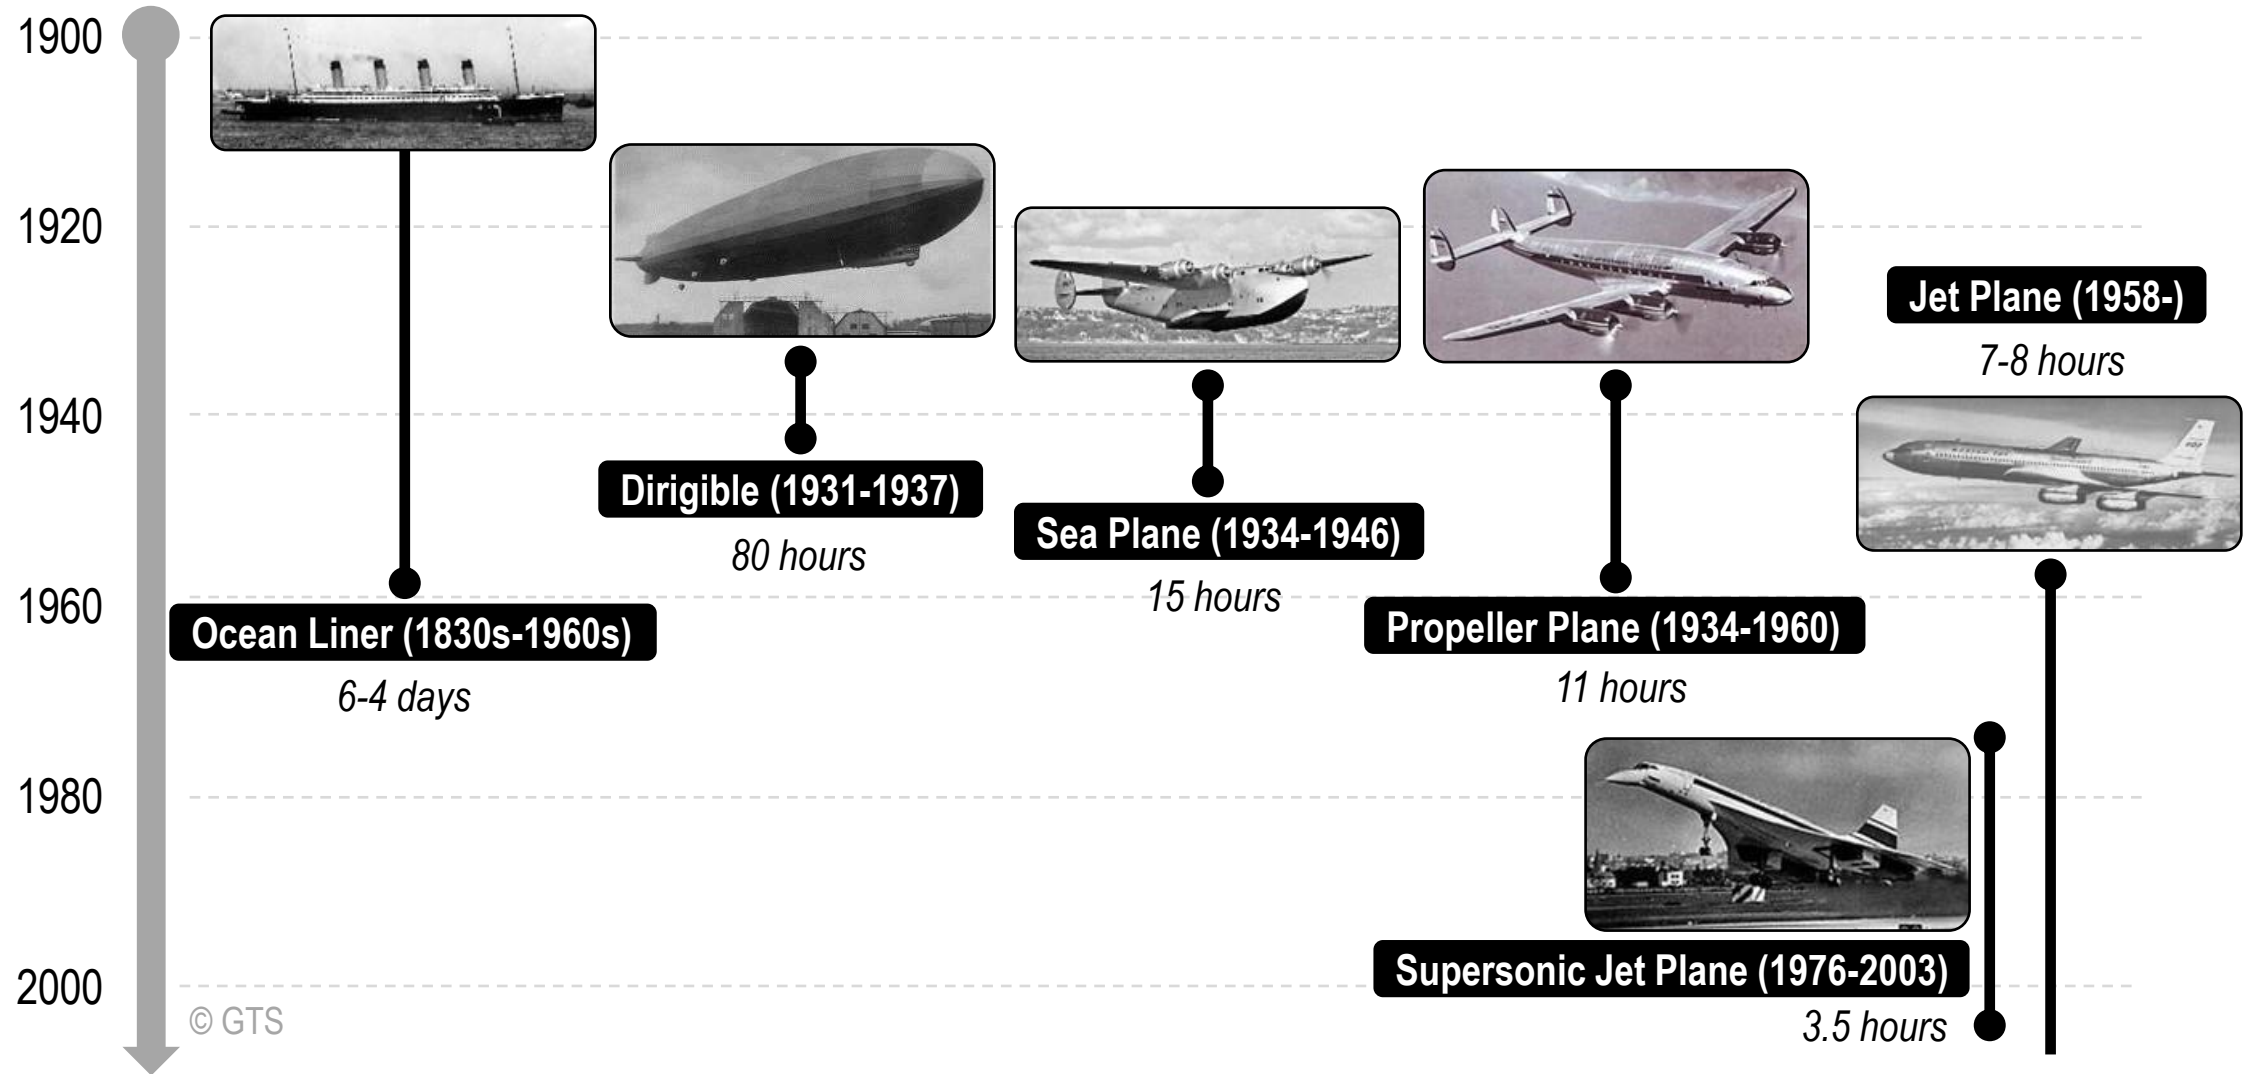 1900
1920
1940
1960
1980
2000
Ocean Liner (1830s-1960s)
6-4 days
Dirigible (1931-1937)
80 hours
Sea Plane (1934-1946)
15 hours
Propeller Plane (1934-1960)
11 hours
Jet Plane (1958-)
7-8 hours
Supersonic Jet Plane (1976-2003)
3.5 hours
© GTS